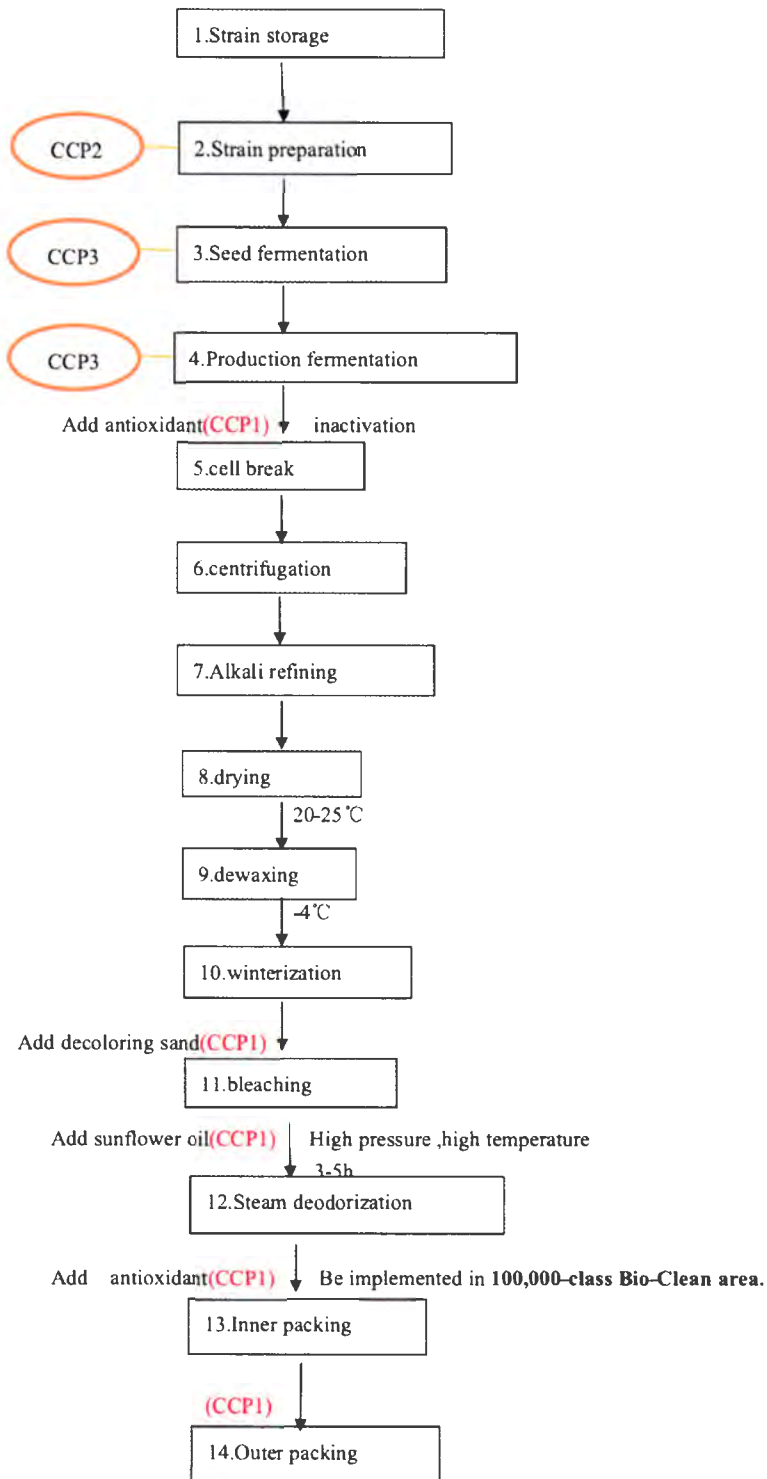 1.Strain storage
CCP2
2.Strain preparation
CCP3
3.Seed fermentation
CCP3
4.Production fermentation
Add antioxidant(CCP1) inactivation
5.cell break
6.centrifugation
7.Alkali refining
8.drying
20-25℃
9.dewaxing
-4℃
10.winterization
Add decoloring sand(CCP1)
11.bleaching
Add sunflower oil(CCP1) High pressure ,high temperature
3-5h
12.Steam deodorization
Add antioxidant(CCP1) Be implemented in 100,000-class Bio-Clean area.
13.Inner packing
(CCP1)
14.Outer packing